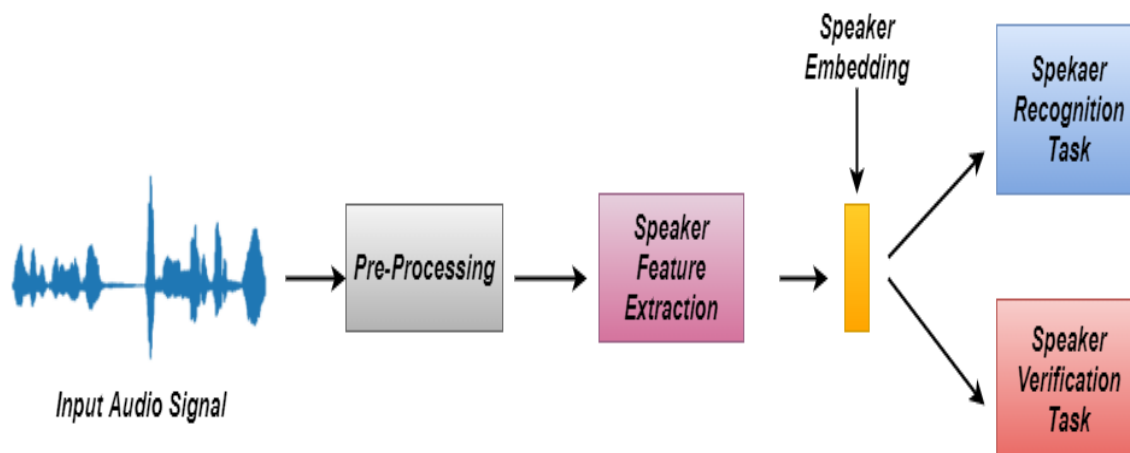 Input Audio Signal
Pre-Processing
Speaker
Feature
Extraction
Speaker
Embedding
Spekaer
Recognition
Task
Speaker
Verification
Task